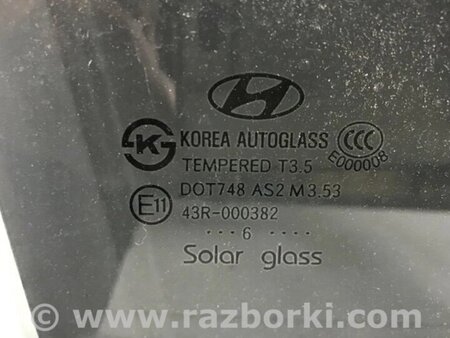 KS KOREA AUTOGLASS CCC
E000008
TEMPERED T3.5
DOT748 AS2 M3.53
E11 43R-000382
··· 6 ····
Solar glass
© www.razborki.com